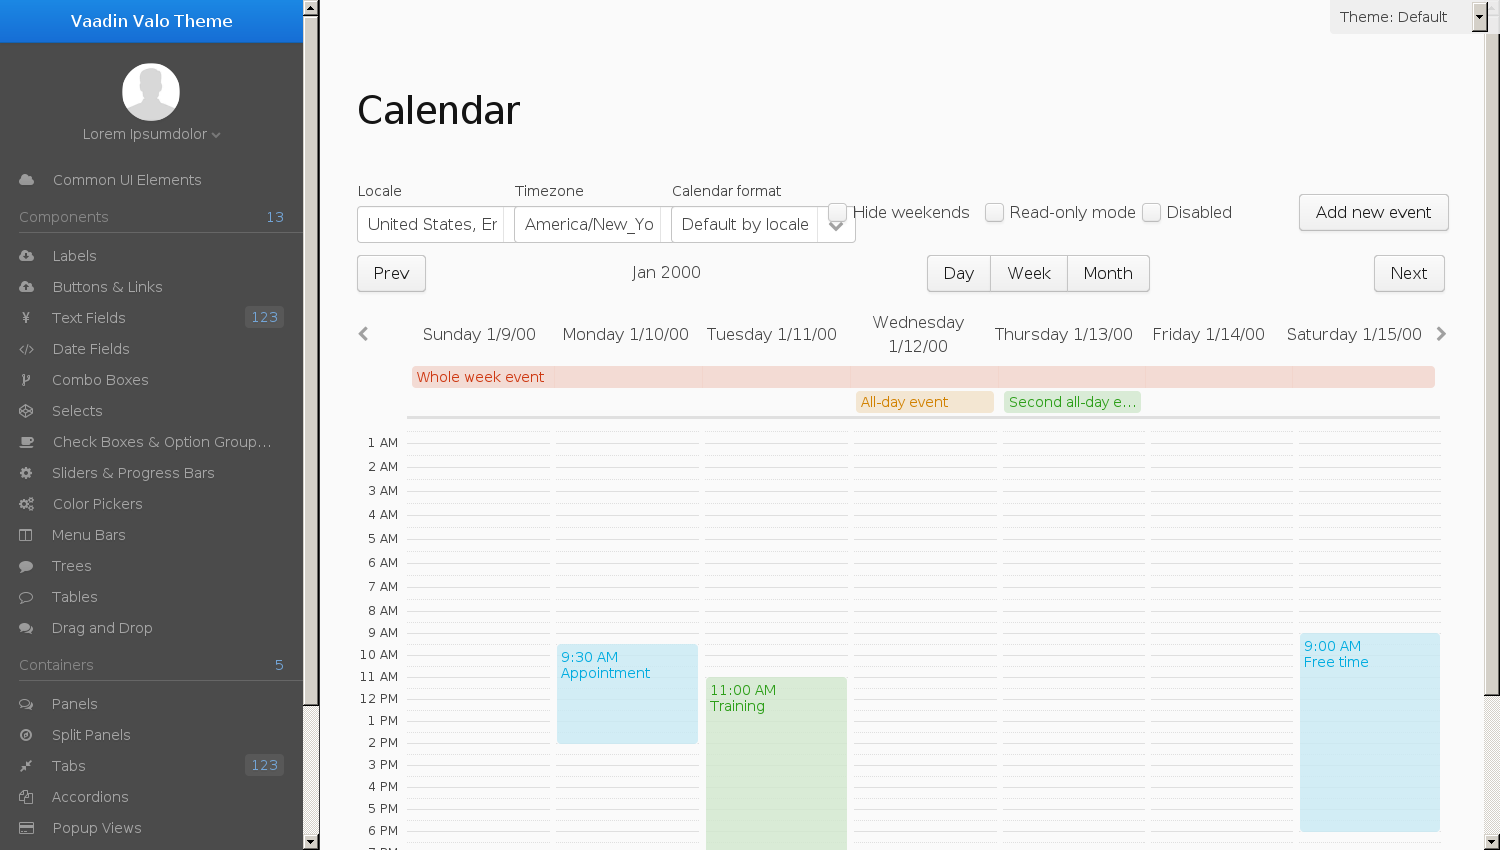 Vaadin Valo Theme
Lorem Ipsumdolor
Common UI Elements
Components 13
Labels
Buttons & Links
Text Fields 123
Date Fields
Combo Boxes
Selects
Check Boxes & Option Group...
Sliders & Progress Bars
Color Pickers
Menu Bars
Trees
Tables
Drag and Drop
Containers 5
Panels
Split Panels
Tabs 123
Accordions
Popup Views
Theme: Default
Calendar
Locale Timezone Calendar format
United States, Er America/New_Yo Default by locale Hide weekends Read-only mode Disabled Add new event
Prev Jan 2000 Day Week Month Next
Sunday 1/9/00 Monday 1/10/00 Tuesday 1/11/00 Wednesday 1/12/00 Thursday 1/13/00 Friday 1/14/00 Saturday 1/15/00
Whole week event
All-day event Second all-day e...
1 AM
2 AM
3 AM
4 AM
5 AM
6 AM
7 AM
8 AM
9 AM
10 AM
11 AM
12 PM
1 PM
2 PM
3 PM
4 PM
5 PM
6 PM
9:30 AM
Appointment
11:00 AM
Training
9:00 AM
Free time